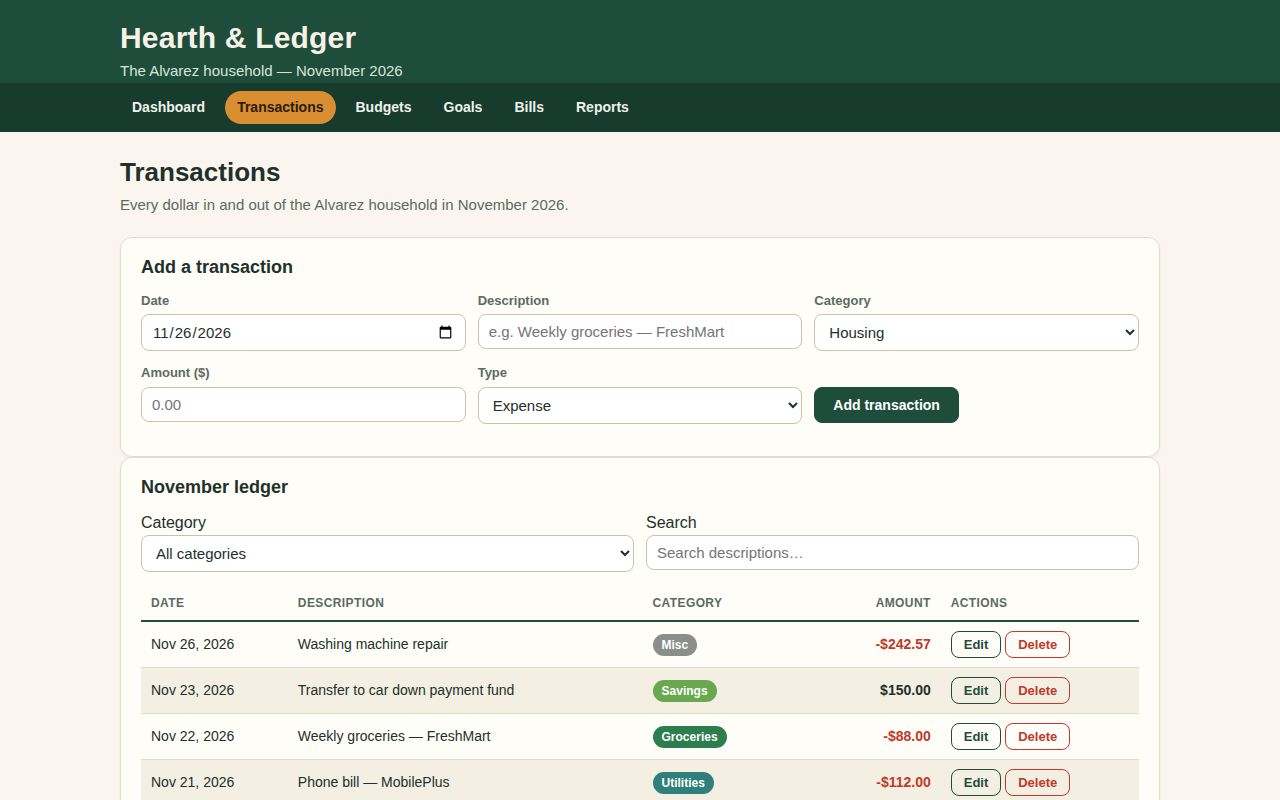 Hearth & Ledger
The Alvarez household — November 2026
Dashboard Transactions Budgets Goals Bills Reports
Transactions
Every dollar in and out of the Alvarez household in November 2026.
Add a transaction
Date Description Category
11/26/2026 e.g. Weekly groceries — FreshMart Housing
Amount ($) Type
0.00 Expense Add transaction
November ledger
Category Search
All categories Search descriptions…
DATE DESCRIPTION CATEGORY AMOUNT ACTIONS
Nov 26, 2026 Washing machine repair Misc -$242.57 Edit Delete
Nov 23, 2026 Transfer to car down payment fund Savings $150.00 Edit Delete
Nov 22, 2026 Weekly groceries — FreshMart Groceries -$88.00 Edit Delete
Nov 21, 2026 Phone bill — MobilePlus Utilities -$112.00 Edit Delete